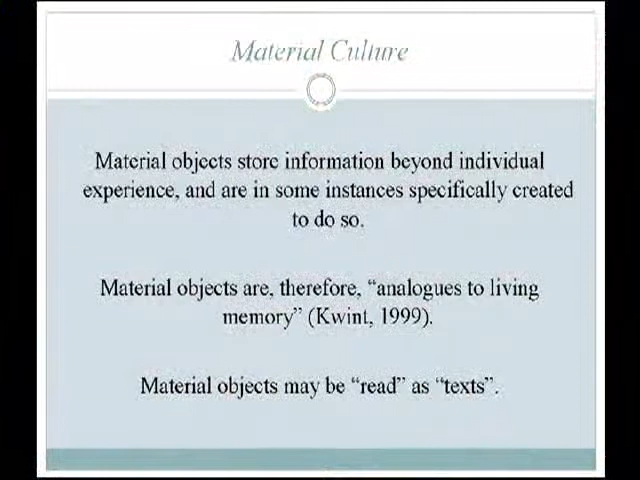 Material Culture
Material objects store information beyond individual
experience, and are in some instances specifically created
to do so.
Material objects are, therefore, “analogues to living
memory” (Kwint, 1999).
Material objects may be “read” as “texts”.